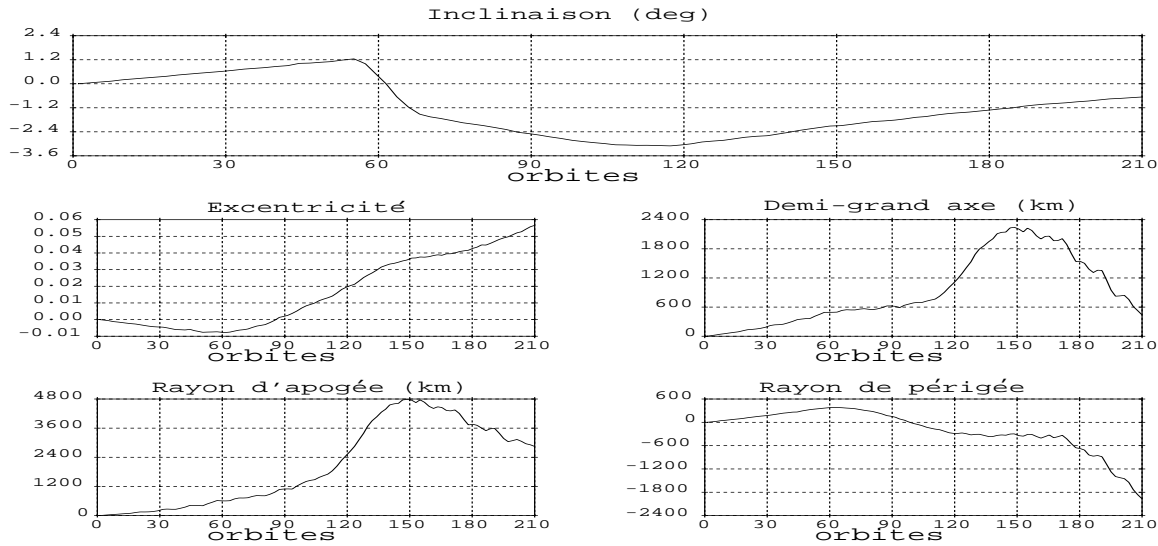 Inclinaison (deg)
2.4
1.2
0.0
-1.2
-2.4
-3.6
0 30 60 90 120 150 180 210
orbites
Excentricité
0.06
0.05
0.04
0.03
0.02
0.01
0.00
-0.01
0 30 60 90 120 150 180 210
orbites
Demi-grand axe (km)
2400
1800
1200
600
0
0 30 60 90 120 150 180 210
orbites
Rayon d'apogée (km)
4800
3600
2400
1200
0
0 30 60 90 120 150 180 210
orbites
Rayon de périgée
600
0
-600
-1200
-1800
-2400
0 30 60 90 120 150 180 210
orbites